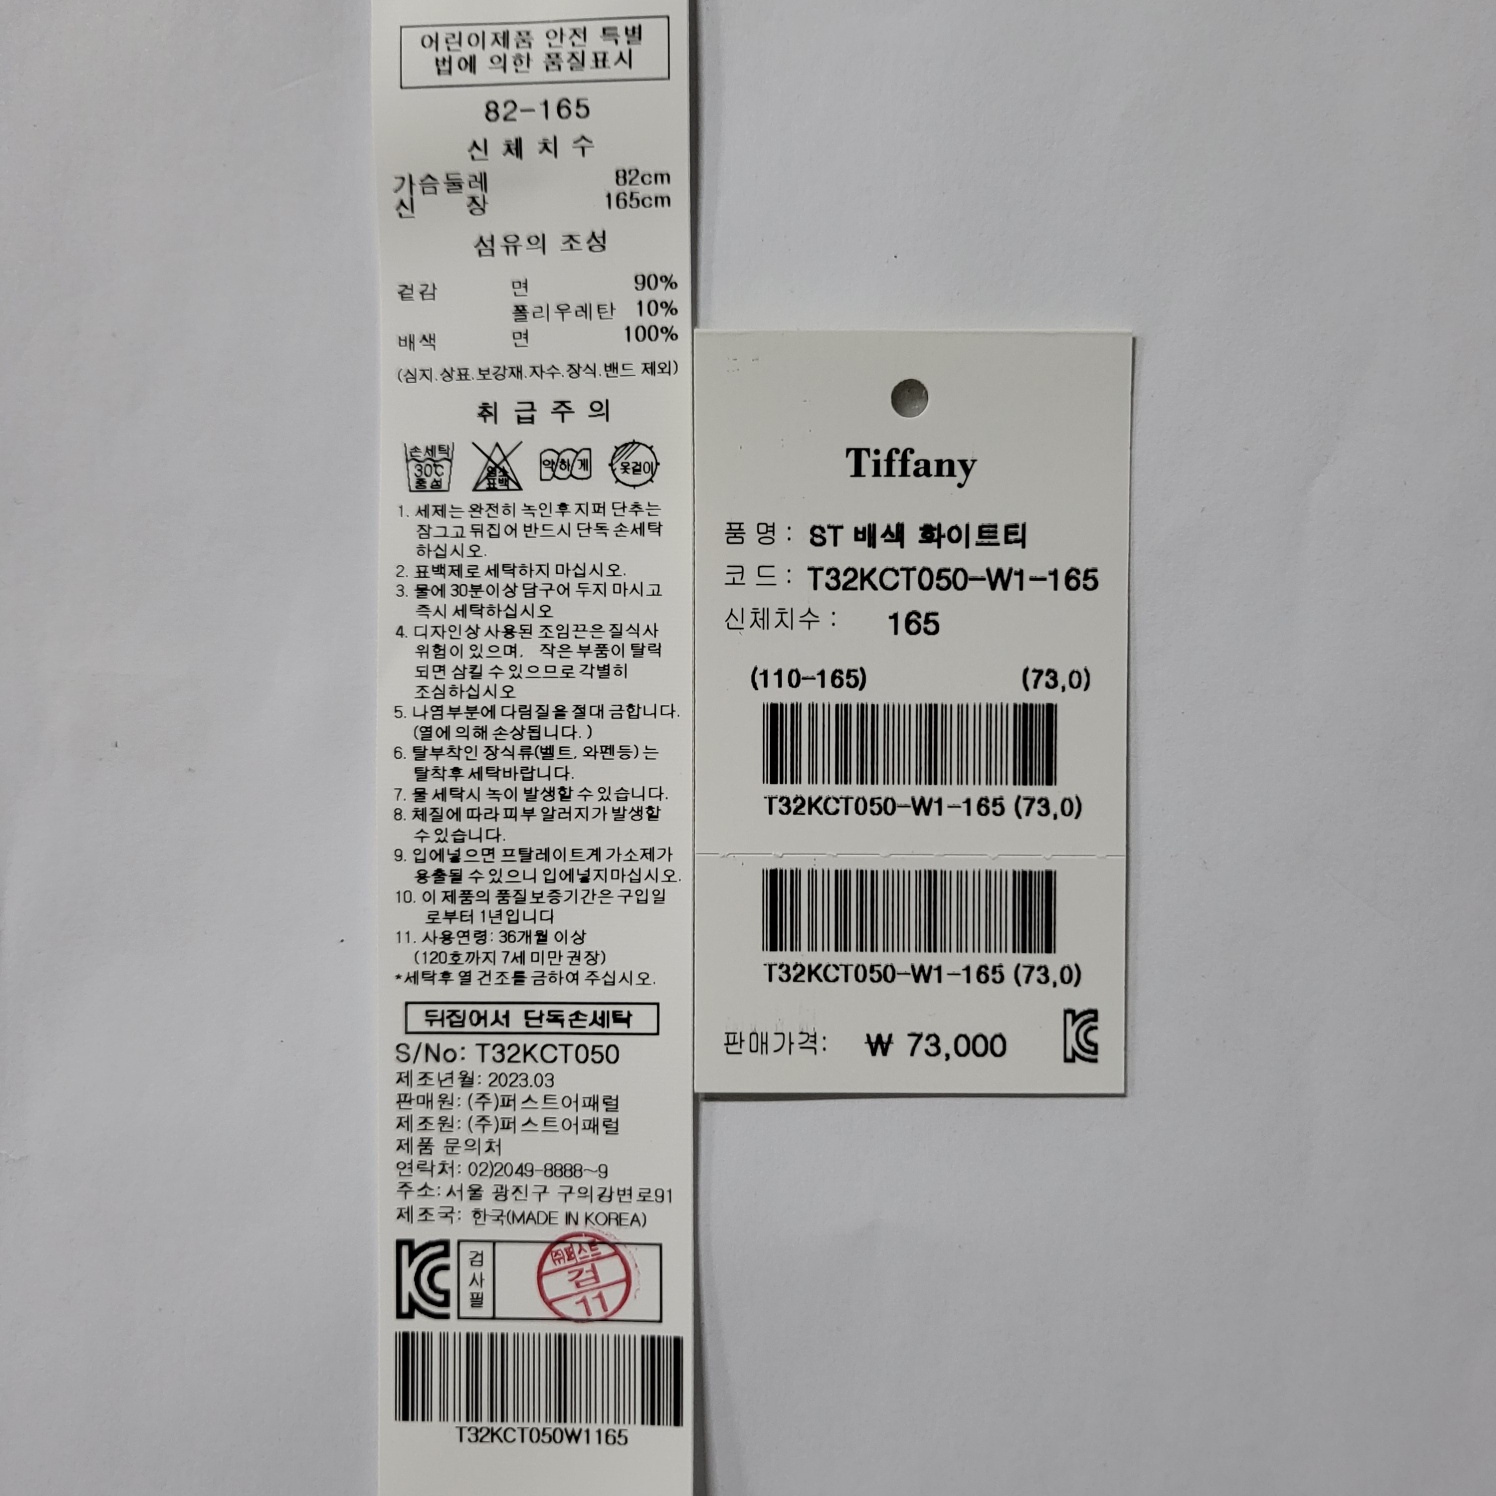 어린이제품 안전 특별
법에 의한 품질표시
82-165
신 체 치 수
가슴둘레 82cm
신 장 165cm
섬유의 조성
겉감 면 90%
폴리우레탄 10%
배색 면 100%
(심지.상표.보강재.자수.장식.밴드 제외)
취 급 주 의
손세탁
30℃
중성
염소
표백
약하게
옷걸이
1. 세제는 완전히 녹인후 지퍼 단추는
잠그고 뒤집어 반드시 단독 손세탁
하십시오.
2. 표백제로 세탁하지 마십시오.
3. 물에 30분이상 담구어 두지 마시고
즉시 세탁하십시오
4. 디자인상 사용된 조임끈은 질식사
위험이 있으며, 작은 부품이 탈락
되면 삼킬 수 있으므로 각별히
조심하십시오
5. 나염부분에 다림질을 절대 금합니다.
(열에 의해 손상됩니다.)
6. 탈부착인 장식류(벨트, 와펜등)는
탈착후 세탁바랍니다.
7. 물 세탁시 녹이 발생할 수 있습니다.
8. 체질에 따라 피부 알러지가 발생할
수 있습니다.
9. 입에넣으면 프탈레이트계 가소제가
용출될 수 있으니 입에넣지마십시오.
10. 이 제품의 품질보증기간은 구입일
로부터 1년입니다
11. 사용연령: 36개월 이상
(120호까지 7세 미만 권장)
*세탁후 열 건조를 금하여 주십시오.
뒤집어서 단독손세탁
S/No: T32KCT050
제조년월: 2023.03
판매원: (주)퍼스트어패럴
제조원: (주)퍼스트어패럴
제품 문의처
연락처: 02)2049-8888~9
주소: 서울 광진구 구의강변로91
제조국: 한국(MADE IN KOREA)
KC 검사필
㈜퍼스트
검
11
T32KCT050W1165
Tiffany
품 명 : ST 배색 화이트티
코 드 : T32KCT050-W1-165
신체치수 : 165
(110-165) (73,0)
T32KCT050-W1-165 (73,0)
T32KCT050-W1-165 (73,0)
판매가격: ₩ 73,000 KC